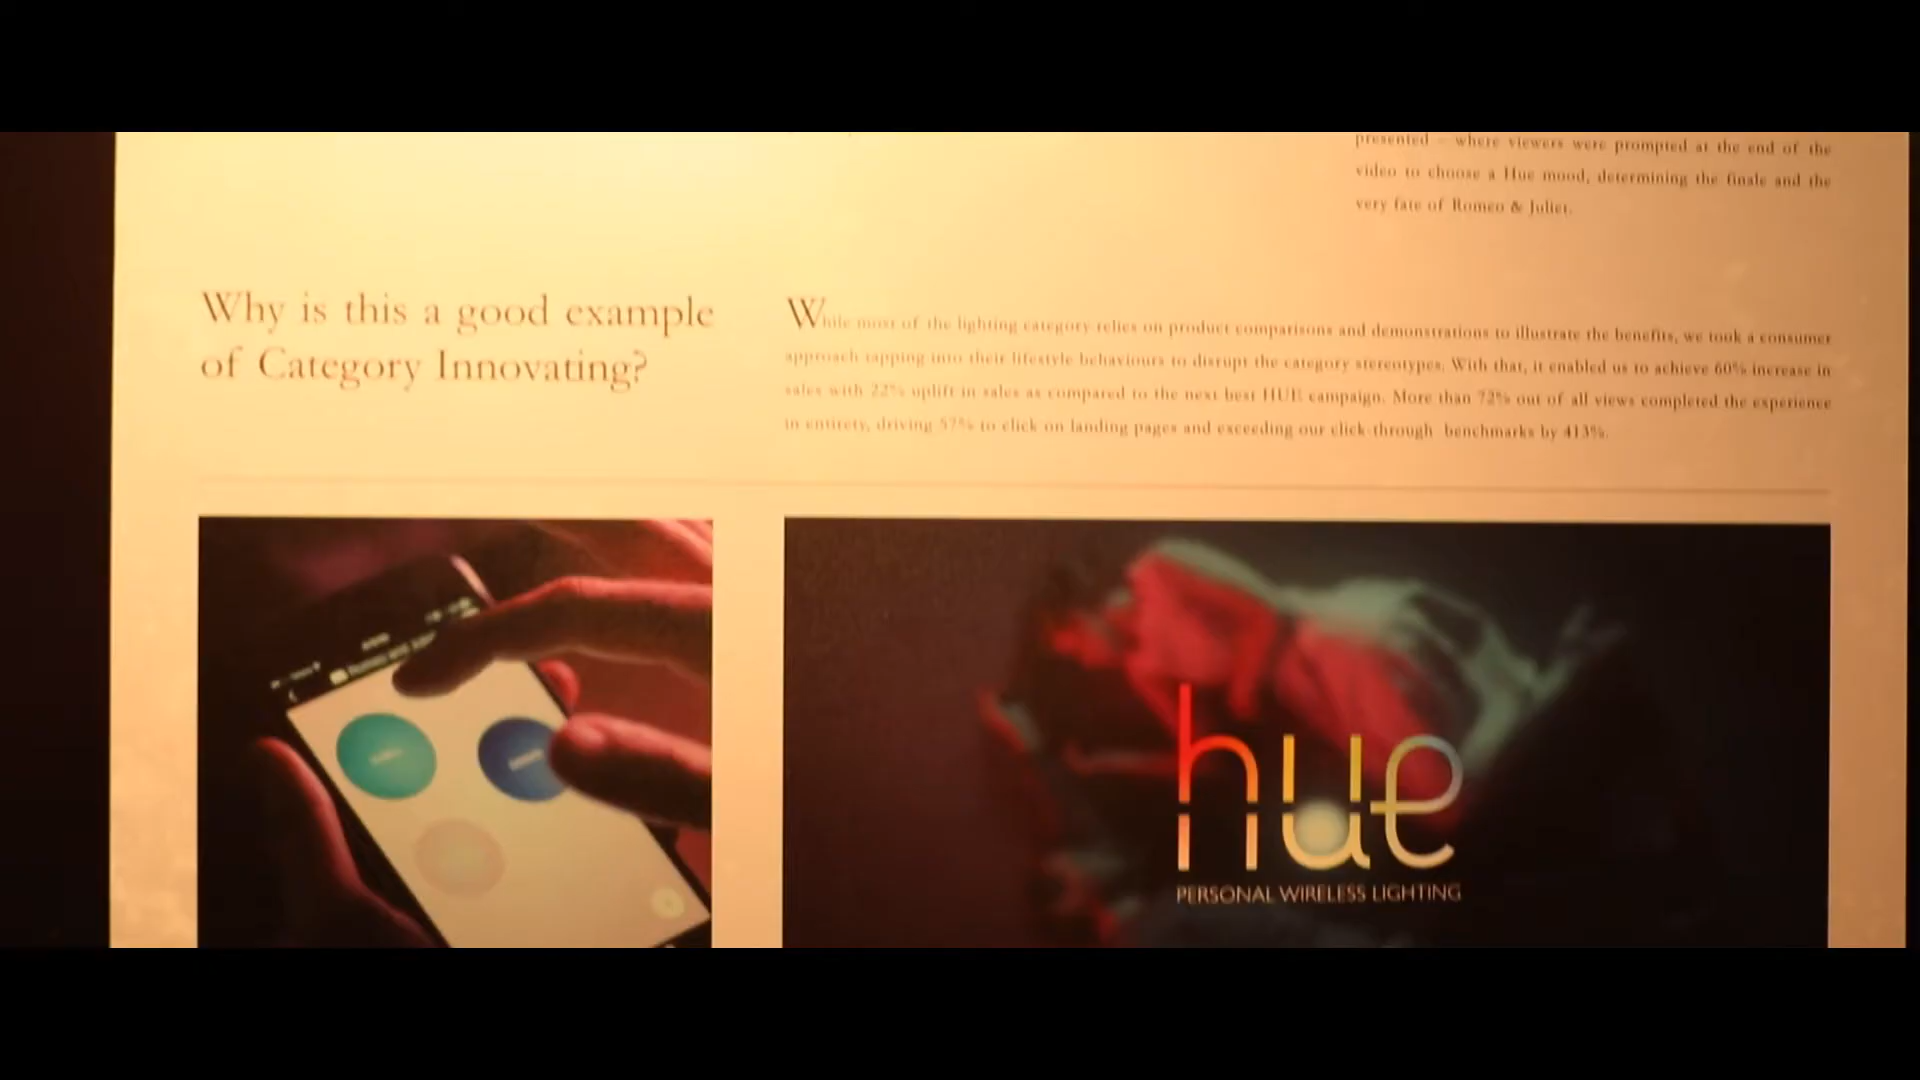 presented – where viewers were prompted at the end of the
video to choose a Hue mood, determining the finale and the
very fate of Romeo & Juliet.
Why is this a good example
of Category Innovating?
While most of the lighting category relies on product comparisons and demonstrations to illustrate the benefits, we took a consumer
approach tapping into their lifestyle behaviours to disrupt the category stereotypes. With that, it enabled us to achieve 60% increase in
sales with 22% uplift in sales as compared to the next best HUE campaign. More than 72% out of all views completed the experience
in entirety, driving 57% to click on landing pages and exceeding our click-through benchmarks by 413%.
hue
PERSONAL WIRELESS LIGHTING